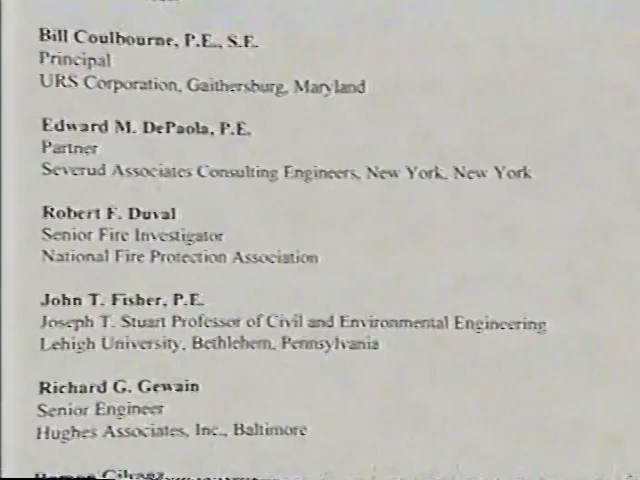 Bill Coulbourne, P.E., S.E.
Principal
URS Corporation, Gaithersburg, Maryland
Edward M. DePaola, P.E.
Partner
Severud Associates Consulting Engineers, New York, New York
Robert F. Duval
Senior Fire Investigator
National Fire Protection Association
John T. Fisher, P.E.
Joseph T. Stuart Professor of Civil and Environmental Engineering
Lehigh University, Bethlehem, Pennsylvania
Richard G. Gewain
Senior Engineer
Hughes Associates, Inc., Baltimore